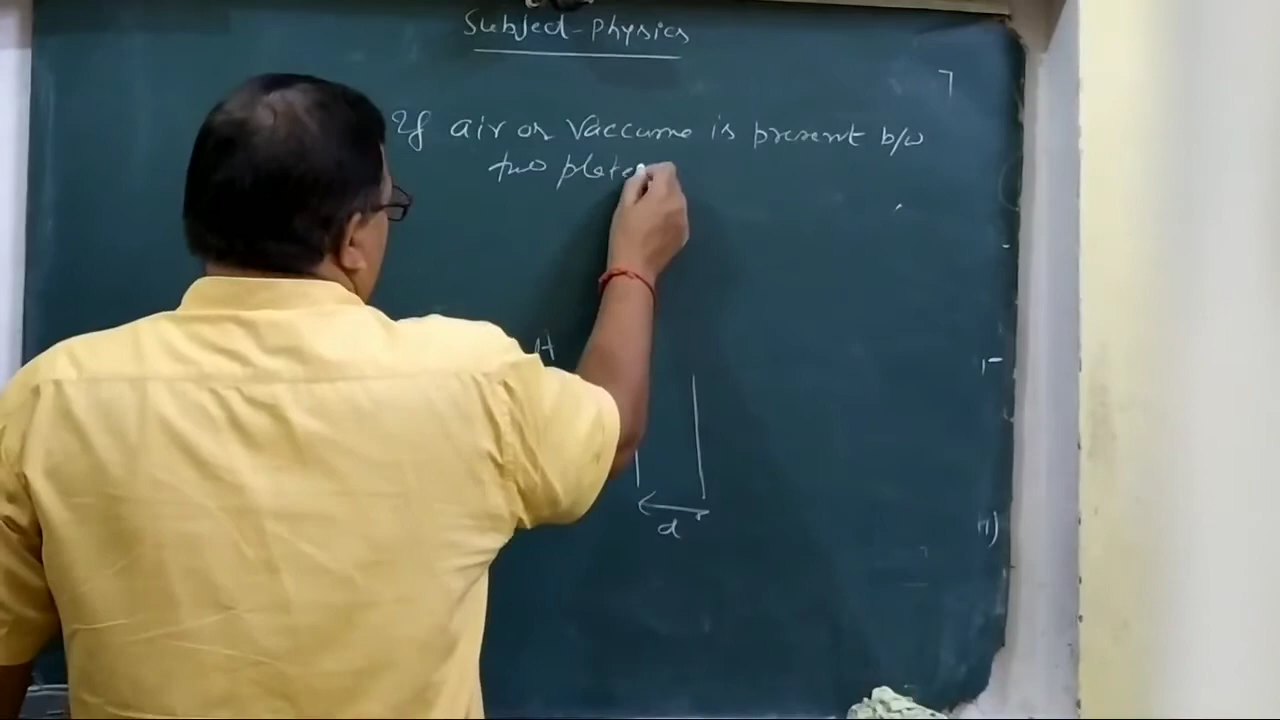 Subject-Physics
If air or Vaccume is present b/w
two plate
A
d